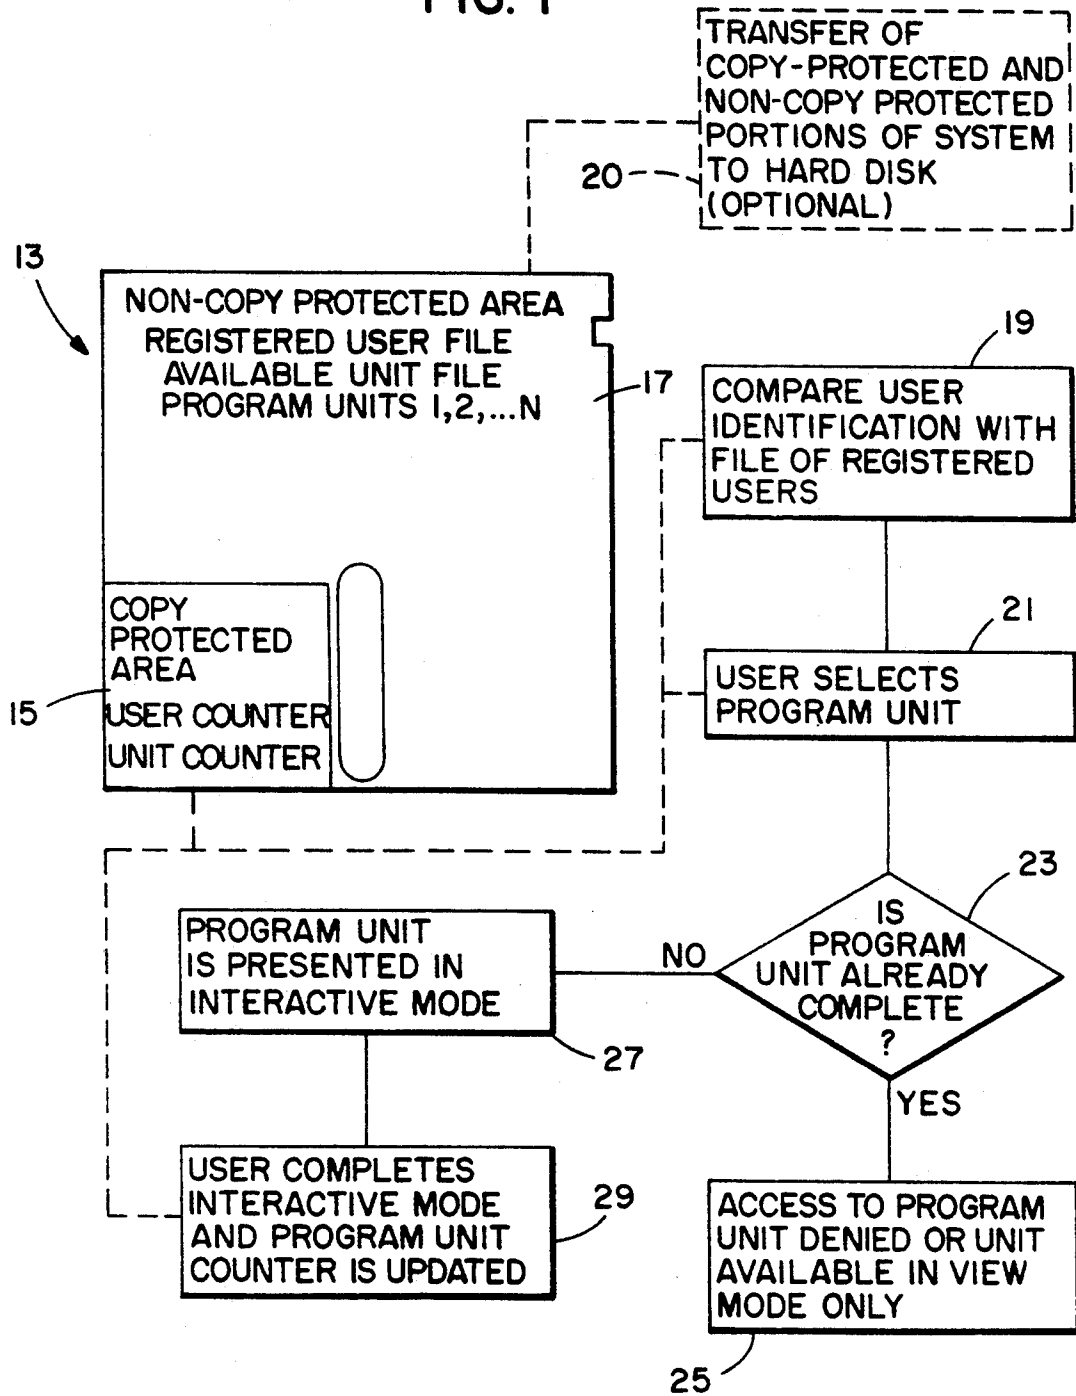 FIG. 1
TRANSFER OF
COPY-PROTECTED AND
NON-COPY PROTECTED
PORTIONS OF SYSTEM
TO HARD DISK
(OPTIONAL)
20
13
NON-COPY PROTECTED AREA
REGISTERED USER FILE
AVAILABLE UNIT FILE
PROGRAM UNITS 1,2,...N
17
19
COMPARE USER
IDENTIFICATION WITH
FILE OF REGISTERED
USERS
COPY
PROTECTED
AREA
USER COUNTER
UNIT COUNTER
15
21
USER SELECTS
PROGRAM UNIT
23
IS
PROGRAM
UNIT ALREADY
COMPLETE
?
NO
YES
PROGRAM UNIT
IS PRESENTED IN
INTERACTIVE MODE
27
USER COMPLETES
INTERACTIVE MODE
AND PROGRAM UNIT
COUNTER IS UPDATED
29
ACCESS TO PROGRAM
UNIT DENIED OR UNIT
AVAILABLE IN VIEW
MODE ONLY
25